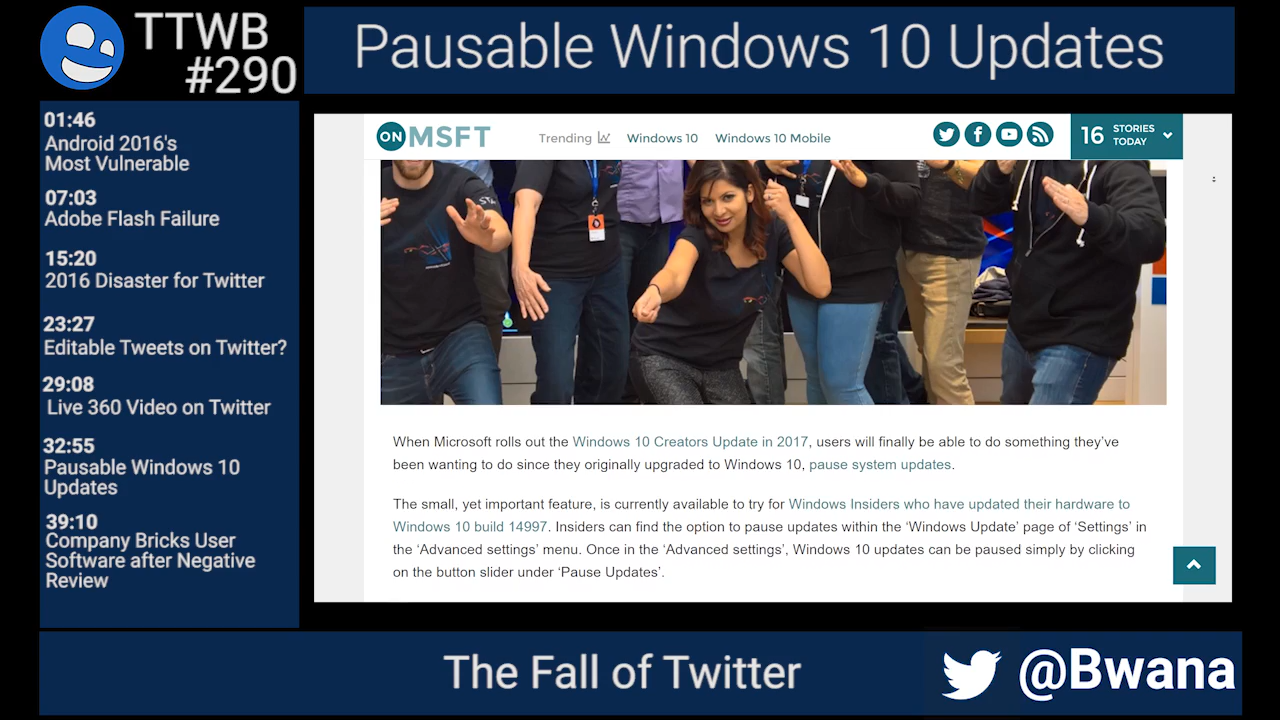 TTWB
#290
Pausable Windows 10 Updates
01:46
Android 2016's
Most Vulnerable
07:03
Adobe Flash Failure
15:20
2016 Disaster for Twitter
23:27
Editable Tweets on Twitter?
29:08
Live 360 Video on Twitter
32:55
Pausable Windows 10
Updates
39:10
Company Bricks User
Software after Negative
Review
ON MSFT
Trending Windows 10 Windows 10 Mobile
16 STORIES
TODAY
When Microsoft rolls out the Windows 10 Creators Update in 2017, users will finally be able to do something they've
been wanting to do since they originally upgraded to Windows 10, pause system updates.
The small, yet important feature, is currently available to try for Windows Insiders who have updated their hardware to
Windows 10 build 14997. Insiders can find the option to pause updates within the 'Windows Update' page of 'Settings' in
the 'Advanced settings' menu. Once in the 'Advanced settings', Windows 10 updates can be paused simply by clicking
on the button slider under 'Pause Updates'.
The Fall of Twitter
@Bwana